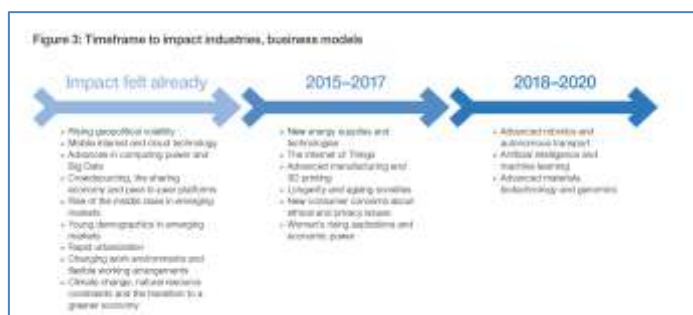 Figure 3: Timeframe to impact industries, business models
Impact felt already
Rising geopolitical volatility
Mobile internet and cloud technology
Advances in computing power and
Big Data
Crowdsourcing, the sharing
economy and peer-to-peer platforms
Rise of the middle class in emerging
markets
Young demographics in emerging
markets
Rapid urbanization
Changing work environments and
flexible working arrangements
Climate change, natural resource
constraints and the transition to a
greener economy
2015–2017
New energy supplies and
technologies
The Internet of Things
Advanced manufacturing and
3D printing
Longevity and ageing societies
New consumer concerns about
ethical and privacy issues
Women's rising aspirations and
economic power
2018–2020
Advanced robotics and
autonomous transport
Artificial intelligence and
machine learning
Advanced materials,
biotechnology and genomics